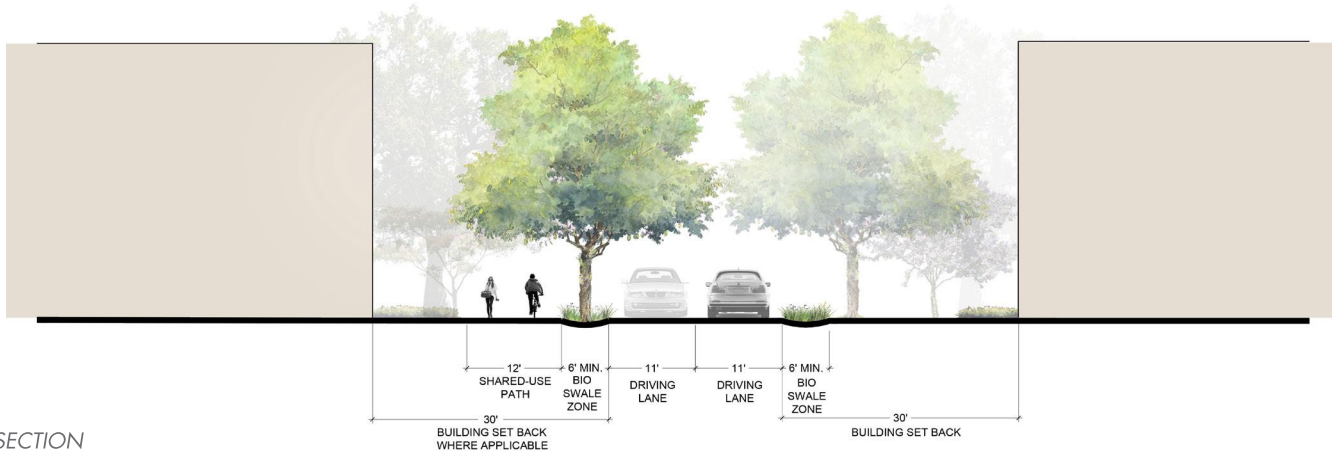 12'
SHARED-USE
PATH
6' MIN.
BIO
SWALE
ZONE
11'
DRIVING
LANE
11'
DRIVING
LANE
6' MIN.
BIO
SWALE
ZONE
30'
BUILDING SET BACK
WHERE APPLICABLE
30'
BUILDING SET BACK
SECTION